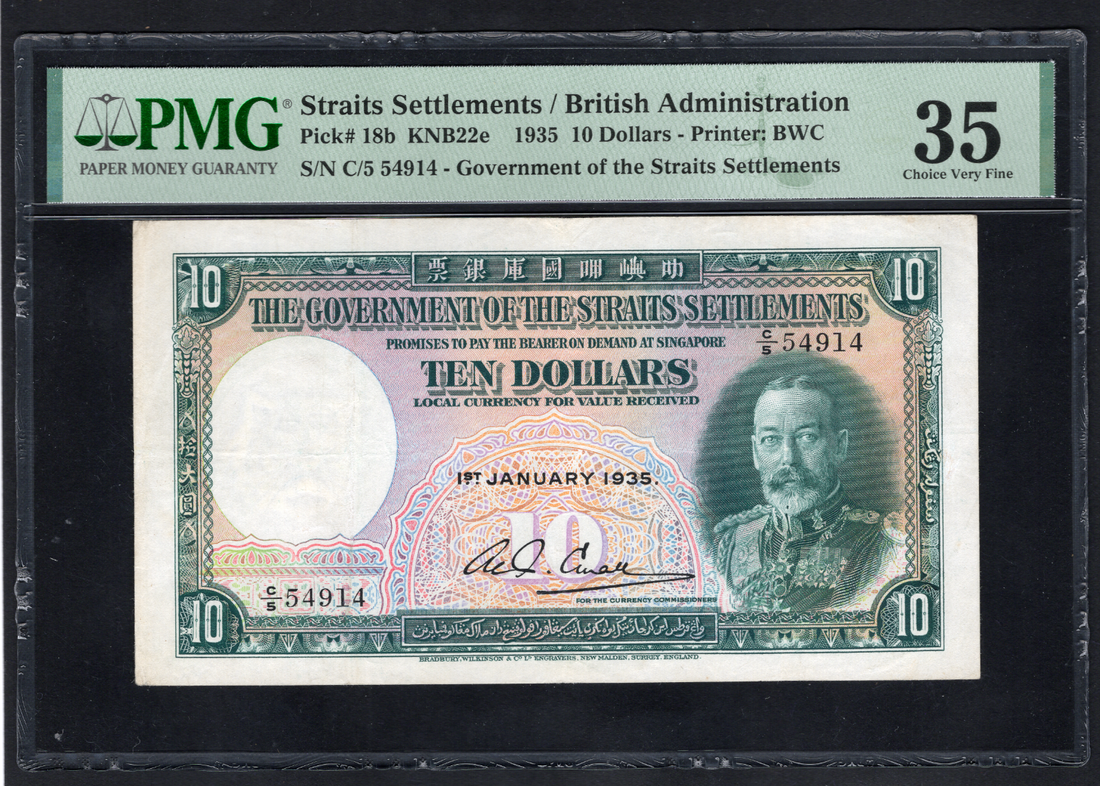 PMG®
PAPER MONEY GUARANTY
Straits Settlements / British Administration
Pick# 18b KNB22e 1935 10 Dollars - Printer: BWC
S/N C/5 54914 - Government of the Straits Settlements
35
Choice Very Fine
10
票銀庫國呷㘓叻
10
THE GOVERNMENT OF THE STRAITS SETTLEMENTS
PROMISES TO PAY THE BEARER ON DEMAND AT SINGAPORE
C/5 54914
TEN DOLLARS
LOCAL CURRENCY FOR VALUE RECEIVED
1ST JANUARY 1935.
拾大圓
10
C/5 54914
FOR THE CURRENCY COMMISSIONERS
10
10
BRADBURY, WILKINSON & Co Ld ENGRAVERS, NEW MALDEN, SURREY, ENGLAND.